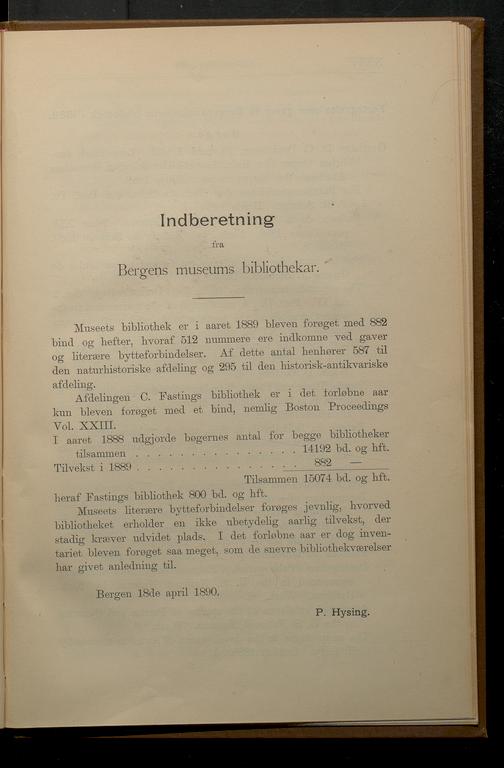 Indberetning
fra
Bergens museums bibliothekar.
Museets bibliothek er i aaret 1889 bleven forøget med 882
bind og hefter, hvoraf 512 nummere ere indkomne ved gaver
og literære bytteforbindelser. Af dette antal henhører 587 til
den naturhistoriske afdeling og 295 til den historisk-antikvariske
afdeling.
Afdelingen C. Fastings bibliothek er i det forløbne aar
kun bleven forøget med et bind, nemlig Boston Proceedings
Vol. XXIII.
I aaret 1888 udgjorde bøgernes antal for begge bibliotheker
tilsammen . . . . . . . . . . . . . . . 14192 bd. og hft.
Tilvekst i 1889 . . . . . . . . . . . . . . 882 —
Tilsammen 15074 bd. og hft.
heraf Fastings bibliothek 800 bd. og hft.
Museets literære bytteforbindelser forøges jevnlig, hvorved
bibliotheket erholder en ikke ubetydelig aarlig tilvekst, der
stadig kræver udvidet plads. I det forløbne aar er dog inven-
tariet bleven forøget saa meget, som de snevre bibliothekværelser
har givet anledning til.
Bergen 18de april 1890.
P. Hysing.